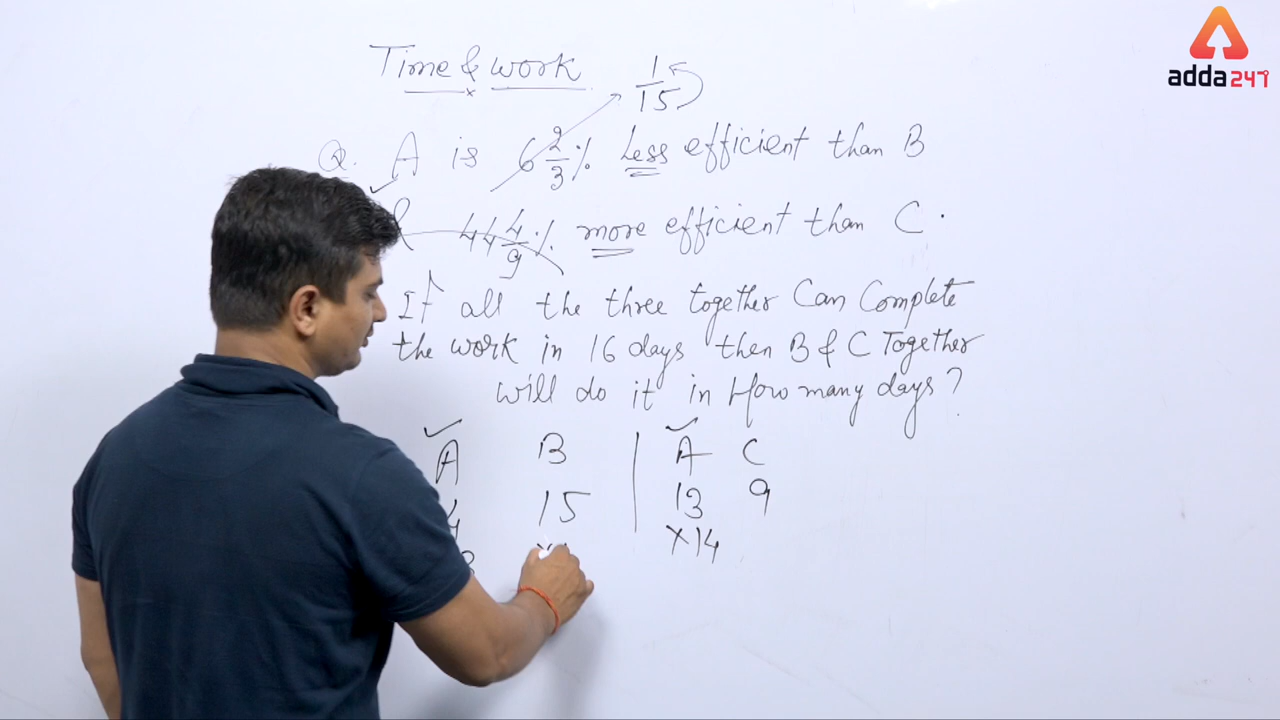 adda247
Time & work
1/15
Q. A is 6 2/3 % Less efficient than B
44 4/9 % more efficient than C.
If all the three together Can Complete
the work in 16 days then B & C Together
will do it in How many days?
A B | A C
15 | 13 9
×14